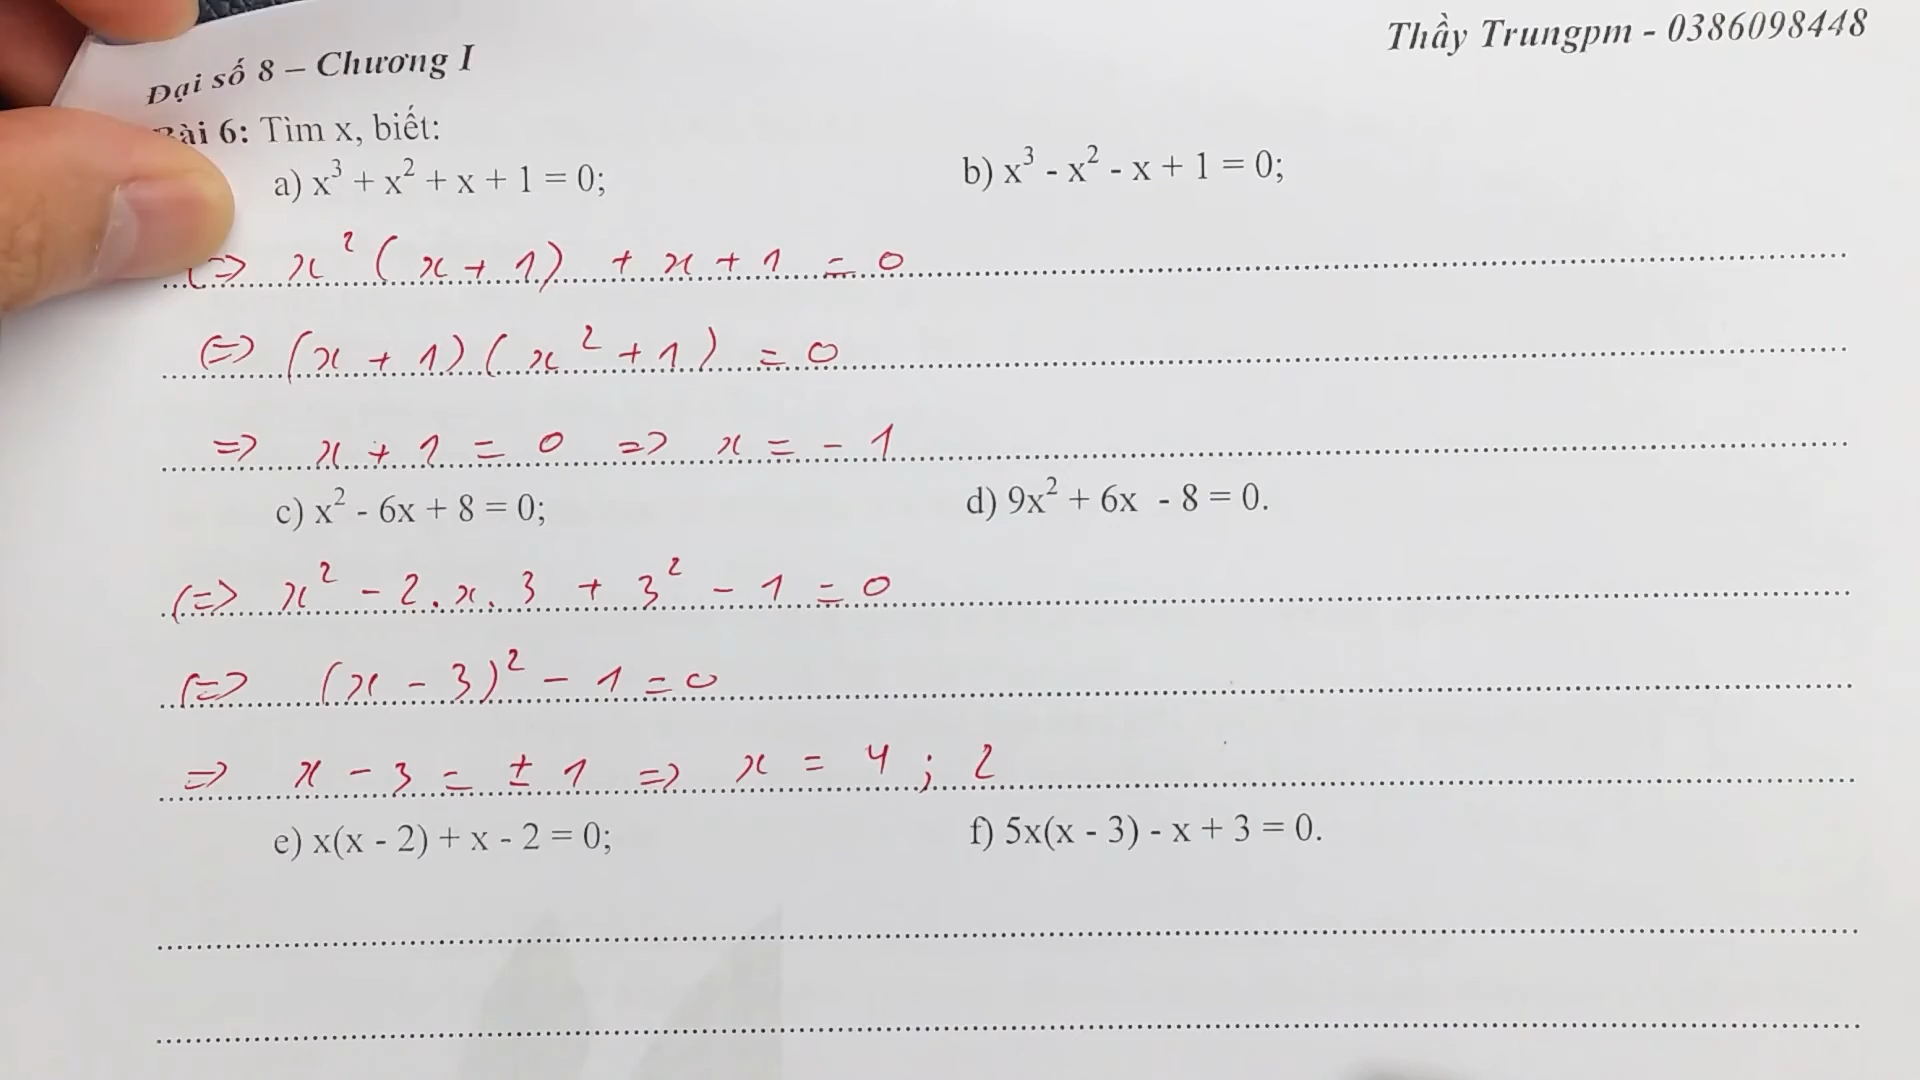 Đại số 8 – Chương I
Thầy Trungpm - 0386098448
Bài 6: Tìm x, biết:
a) x³ + x² + x + 1 = 0;
b) x³ - x² - x + 1 = 0;
(=> x² (x + 1) + x + 1 = 0
(=> (x + 1) (x² + 1) = 0
=> x + 1 = 0 => x = - 1
c) x² - 6x + 8 = 0;
d) 9x² + 6x - 8 = 0.
(=> x² - 2. x. 3 + 3² - 1 = 0
(=> (x - 3)² - 1 = 0
=> x - 3 = ± 1 => x = 4 ; 2
e) x(x - 2) + x - 2 = 0;
f) 5x(x - 3) - x + 3 = 0.